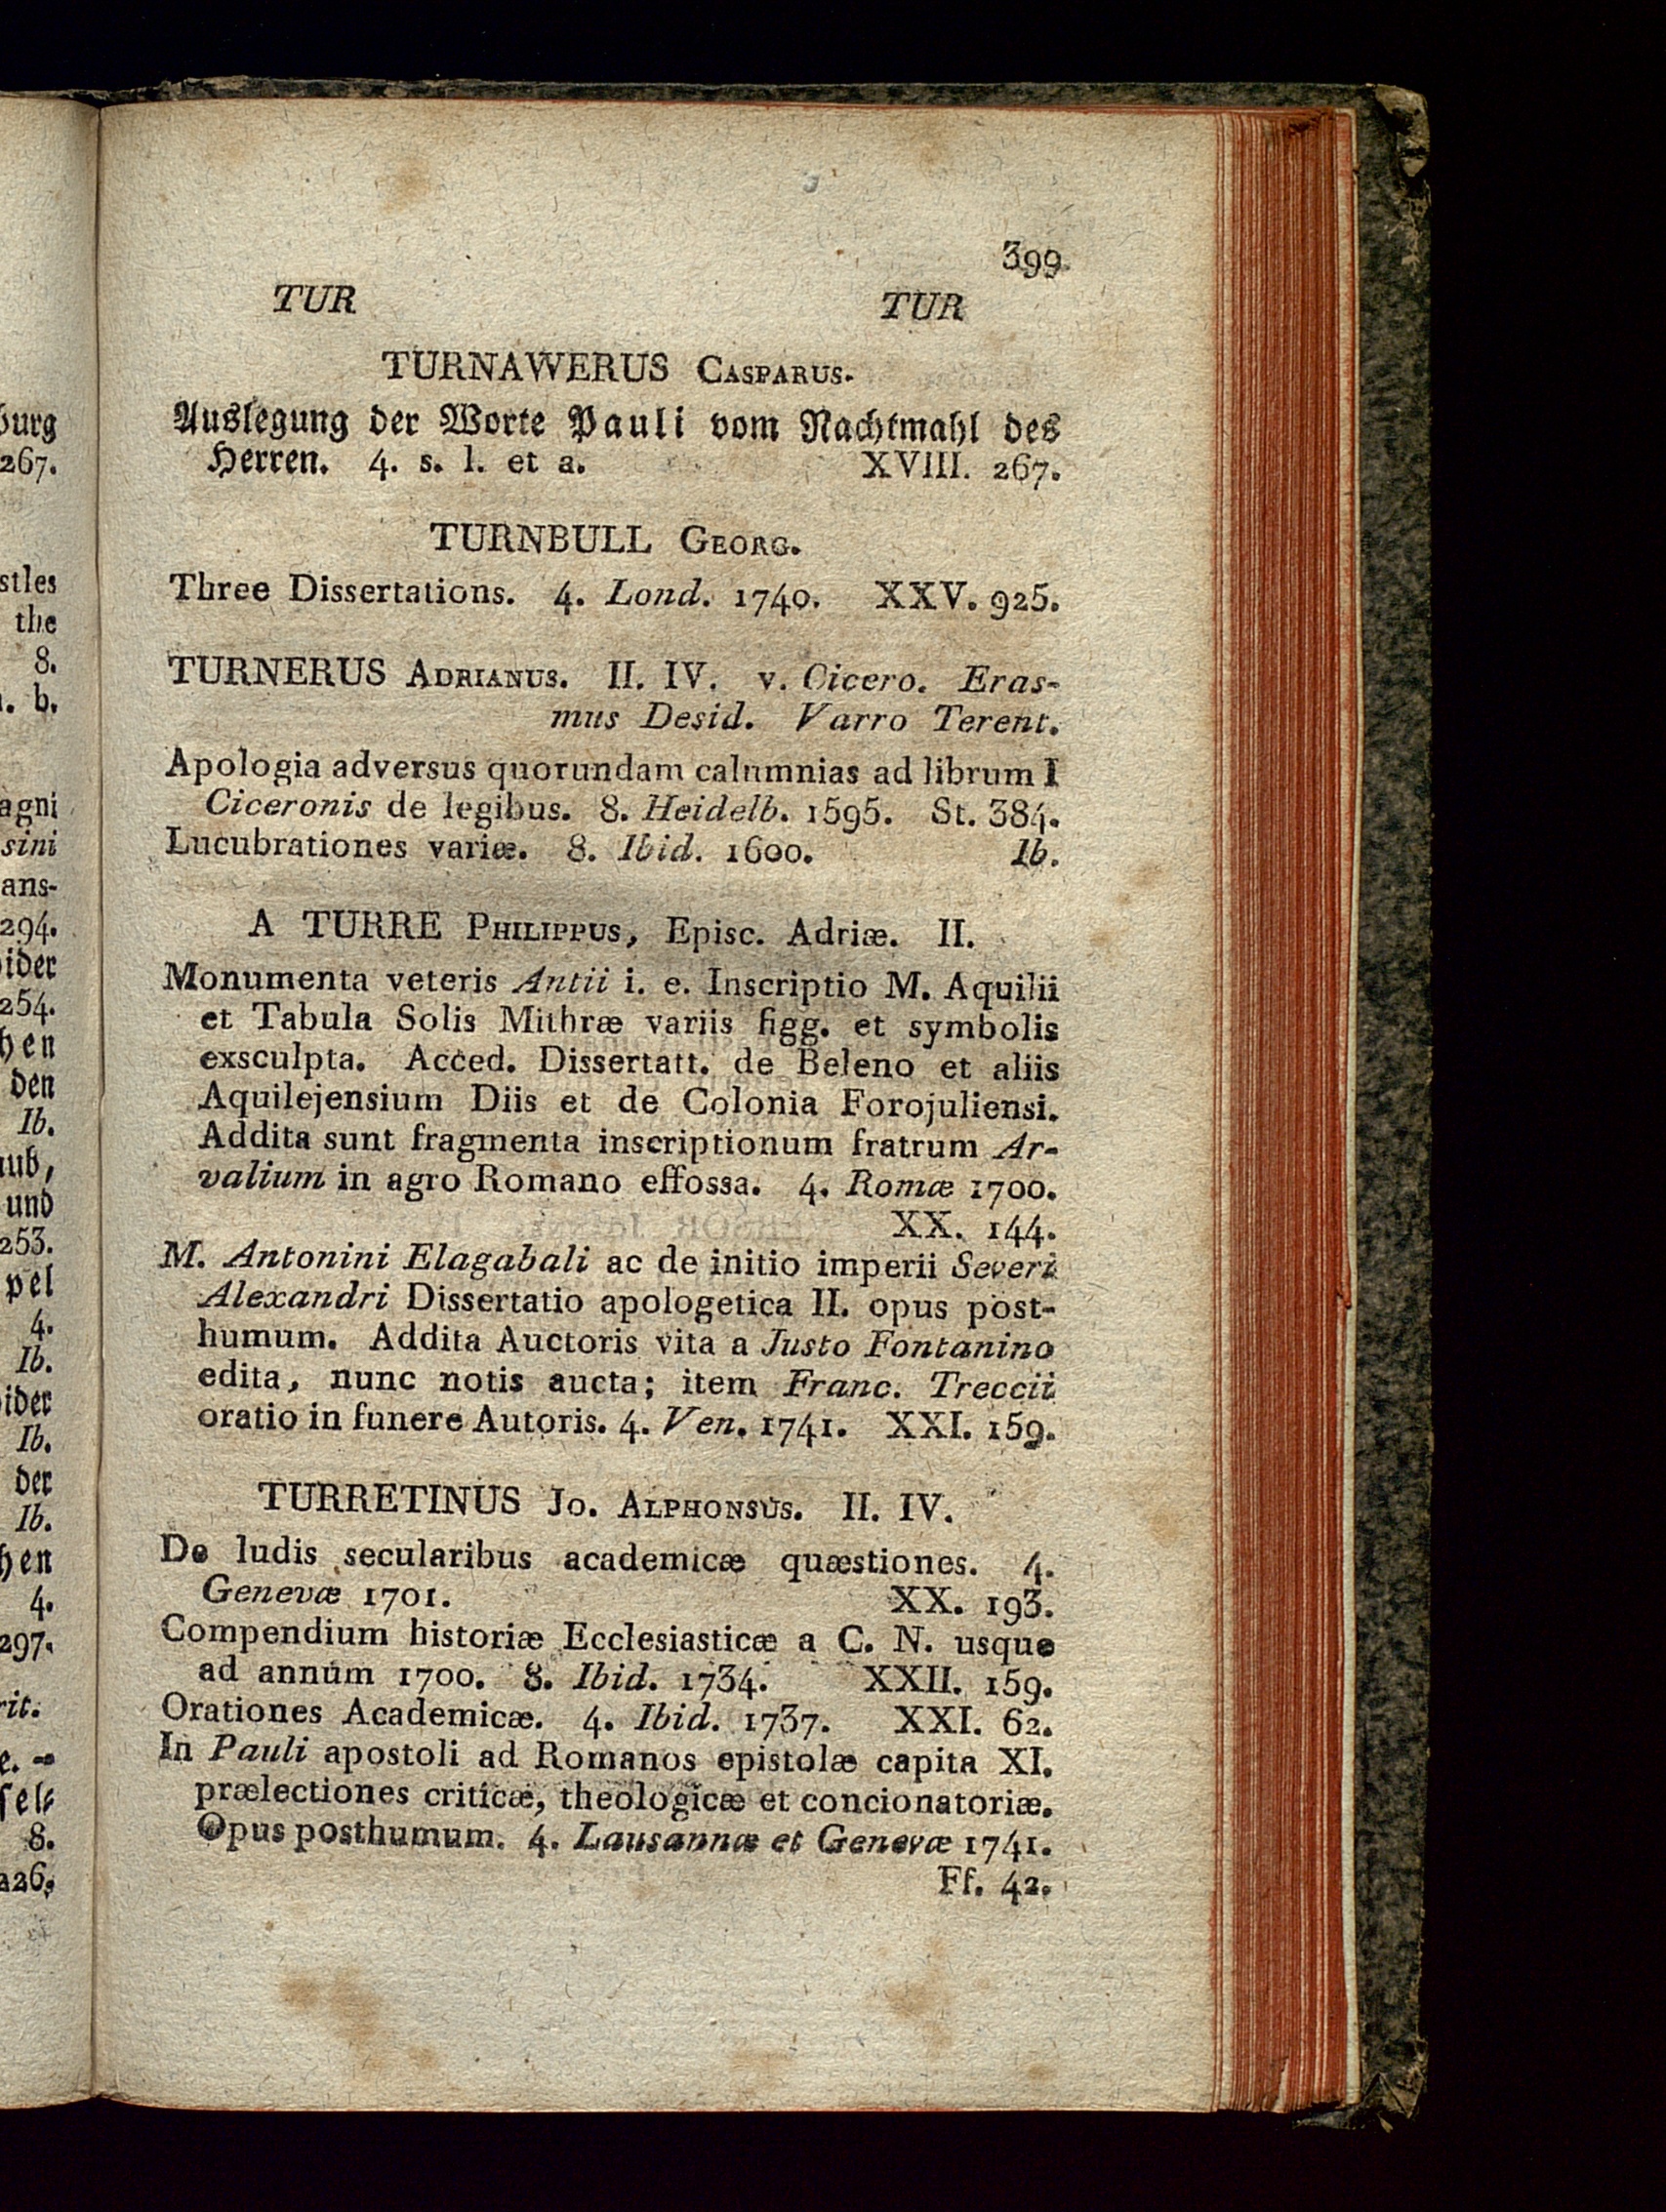 399
TUR TUR
TURNAWERUS CASPARUS.
Auslegung der Worte Pauli vom Nachtmahl des
Herren. 4. s. l. et a. XVIII. 267.
TURNBULL GEORG.
Three Dissertations. 4. Lond. 1740. XXV. 925.
TURNERUS ADRIANUS. II. IV. v. Cicero. Eras-
mus Desid. Varro Terent.
Apologia adversus quorundam calumnias ad librum I
Ciceronis de legibus. 8. Heidelb. 1595. St. 384.
Lucubrationes variæ. 8. Ibid. 1600. Ib.
A TURRE PHILIPPUS, Episc. Adriæ. II.
Monumenta veteris Antii i. e. Inscriptio M. Aquilii
et Tabula Solis Mithræ variis figg. et symbolis
exsculpta. Acced. Dissertatt. de Beleno et aliis
Aquilejensium Diis et de Colonia Forojuliensi.
Addita sunt fragmenta inscriptionum fratrum Ar-
valium in agro Romano effossa. 4. Romæ 1700.
XX. 144.
M. Antonini Elagabali ac de initio imperii Severi
Alexandri Dissertatio apologetica II. opus post-
humum. Addita Auctoris vita a Justo Fontanino
edita, nunc notis aucta; item Franc. Treccii
oratio in funere Autoris. 4. Ven. 1741. XXI. 159.
TURRETINUS Jo. ALPHONSUS. II. IV.
De ludis secularibus academicæ quæstiones. 4.
Genevæ 1701. XX. 193.
Compendium historiæ Ecclesiasticæ a C. N. usque
ad annum 1700. 8. Ibid. 1734. XXII. 159.
Orationes Academicæ. 4. Ibid. 1737. XXI. 62.
In Pauli apostoli ad Romanos epistolæ capita XI.
prælectiones criticæ, theologicæ et concionatoriæ.
Opus posthumum. 4. Lausannæ et Genevæ 1741.
Ff. 42.